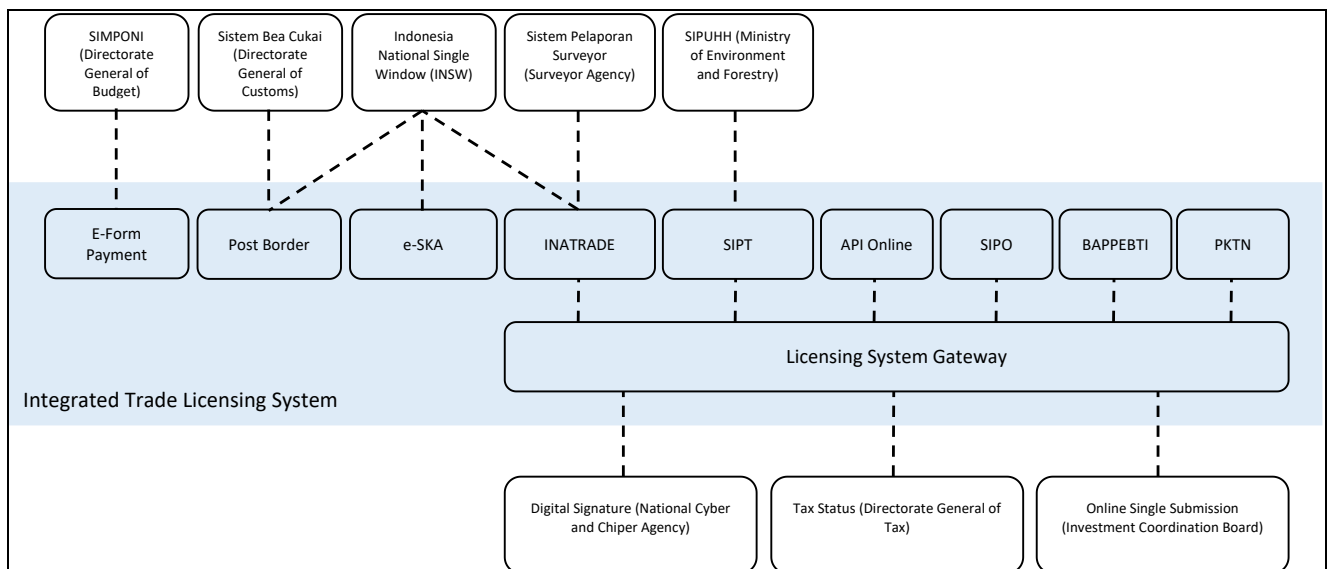 SIMPONI
(Directorate
General of
Budget)
Sistem Bea Cukai
(Directorate
General of
Customs)
Indonesia
National Single
Window (INSW)
Sistem Pelaporan
Surveyor
(Surveyor Agency)
SIPUHH (Ministry
of Environment
and Forestry)
E-Form
Payment
Post Border
e-SKA
INATRADE
SIPT
API Online
SIPO
BAPPEBTI
PKTN
Licensing System Gateway
Integrated Trade Licensing System
Digital Signature (National Cyber
and Chiper Agency)
Tax Status (Directorate General of
Tax)
Online Single Submission
(Investment Coordination Board)